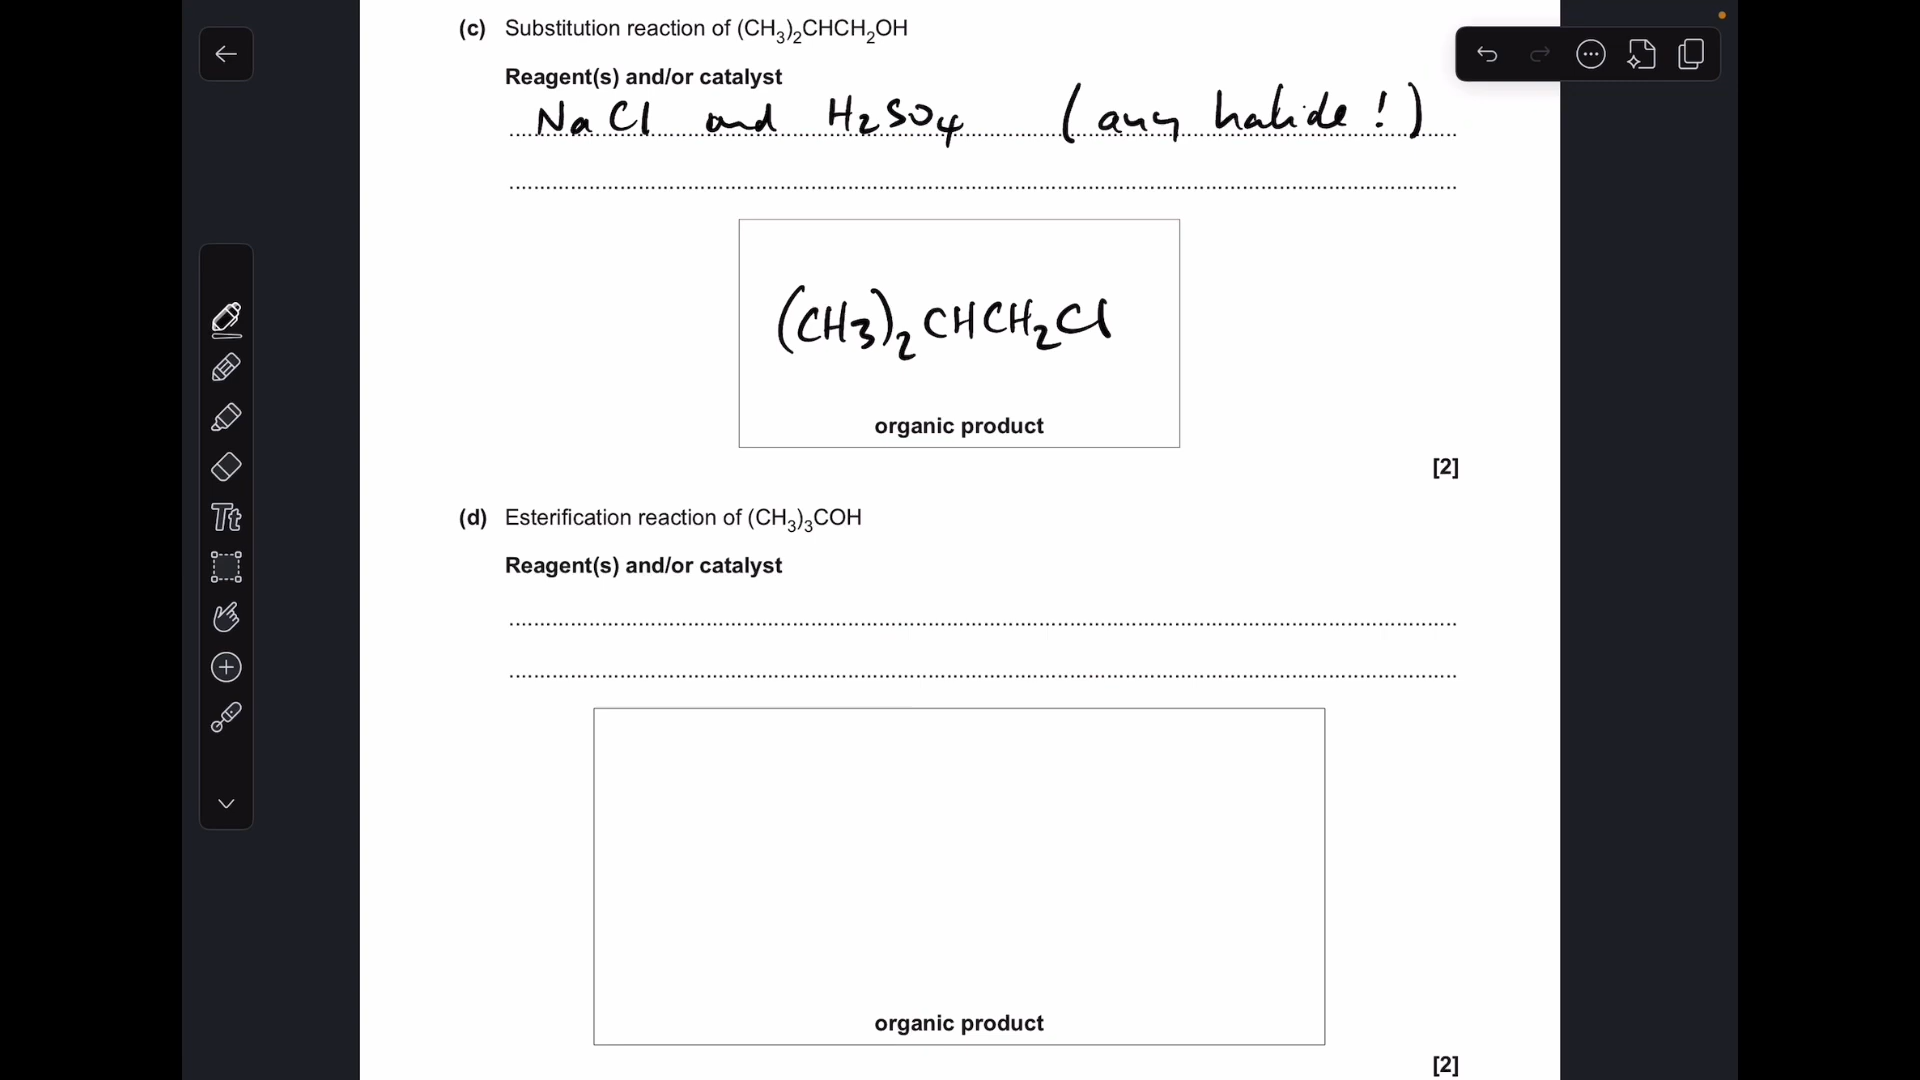 (c) Substitution reaction of (CH3)2CHCH2OH
Reagent(s) and/or catalyst
NaCl and H2SO4 (any halide!)
(CH3)2CHCH2Cl
organic product
[2]
(d) Esterification reaction of (CH3)3COH
Reagent(s) and/or catalyst
organic product
[2]
Tt